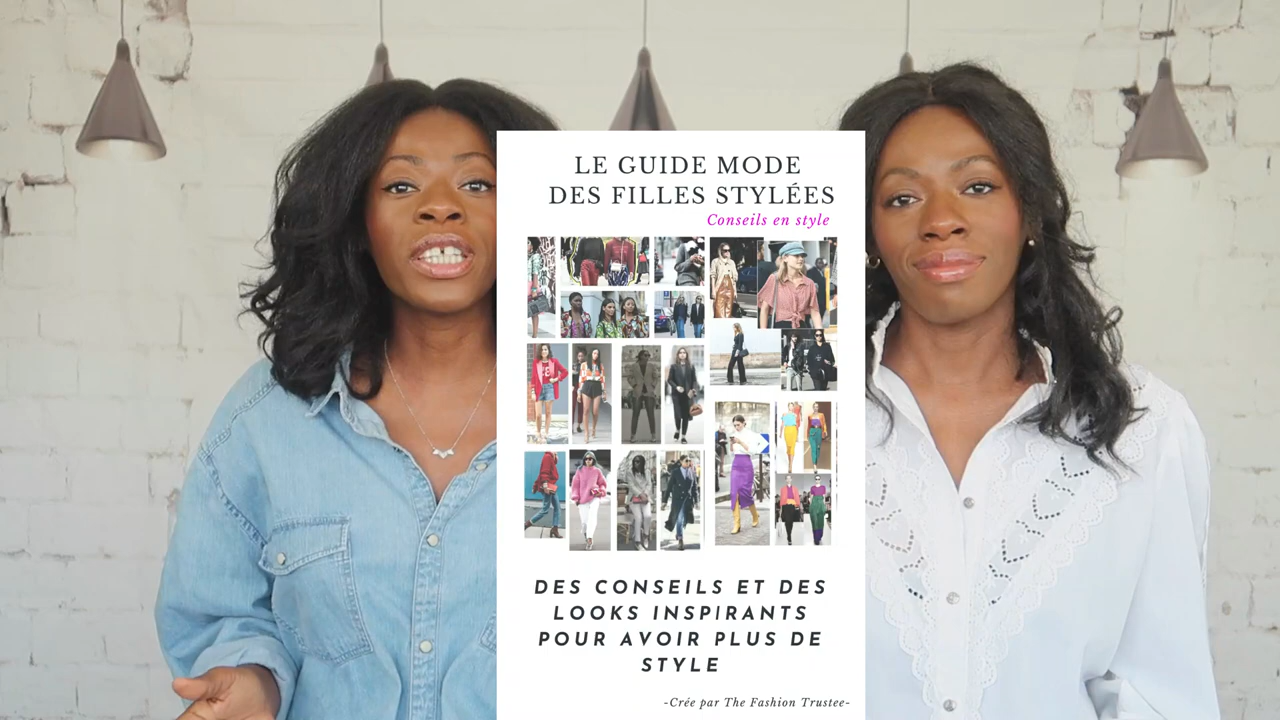 LE GUIDE MODE
DES FILLES STYLÉES
Conseils en style
DES CONSEILS ET DES
LOOKS INSPIRANTS
POUR AVOIR PLUS DE
STYLE
-Crée par The Fashion Trustee-